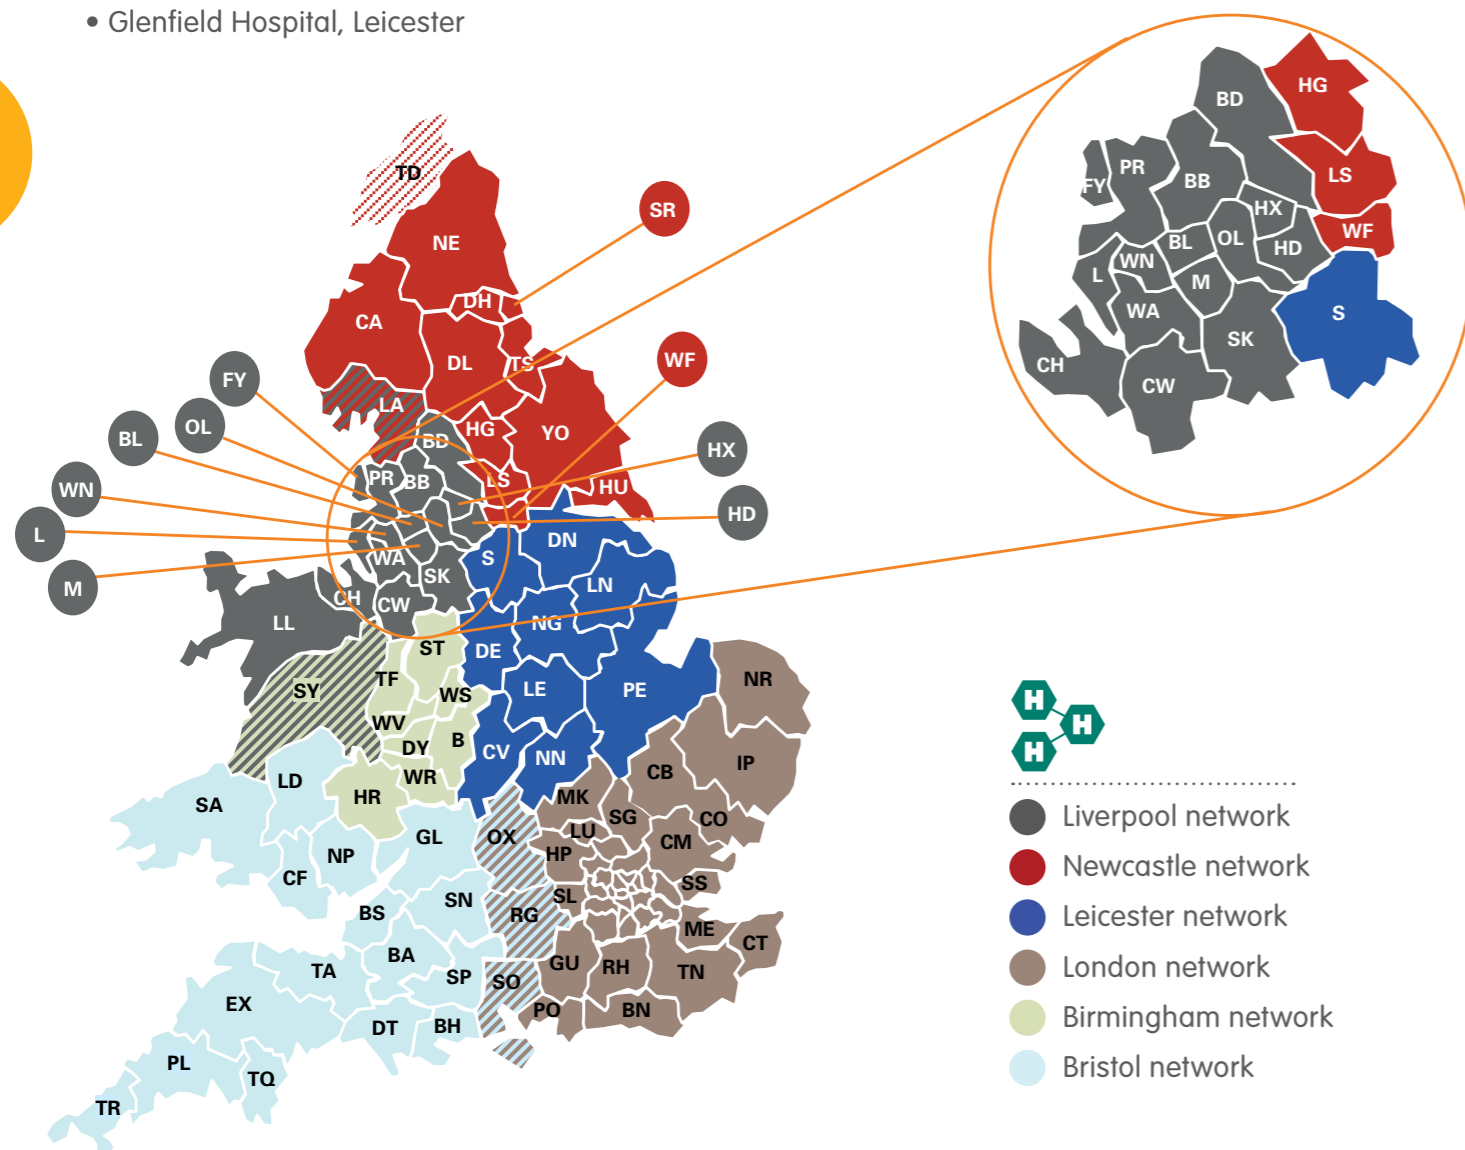 • Glenfield Hospital, Leicester
TD
NE
SR
DH
CA
DL
TS
WF
LA
FY
OL
BL
WN
L
M
HG
YO
BD
PR
BB
LS
HU
HX
HD
WA
SK
CH
CW
LL
S
DN
LN
NG
DE
LE
PE
CV
NN
ST
SY
TF
WS
WV
DY
B
WR
HR
NR
IP
CB
MK
SG
CO
LU
CM
HP
SS
SL
ME
CT
GU
RH
TN
PO
BN
OX
RG
SO
SA
LD
GL
NP
CF
SN
BS
BA
TA
SP
EX
DT
BH
PL
TQ
TR
BD
HG
FY
PR
BB
LS
HX
WF
BL
OL
HD
L
WN
M
WA
S
SK
CH
CW
H
H
H
Liverpool network
Newcastle network
Leicester network
London network
Birmingham network
Bristol network